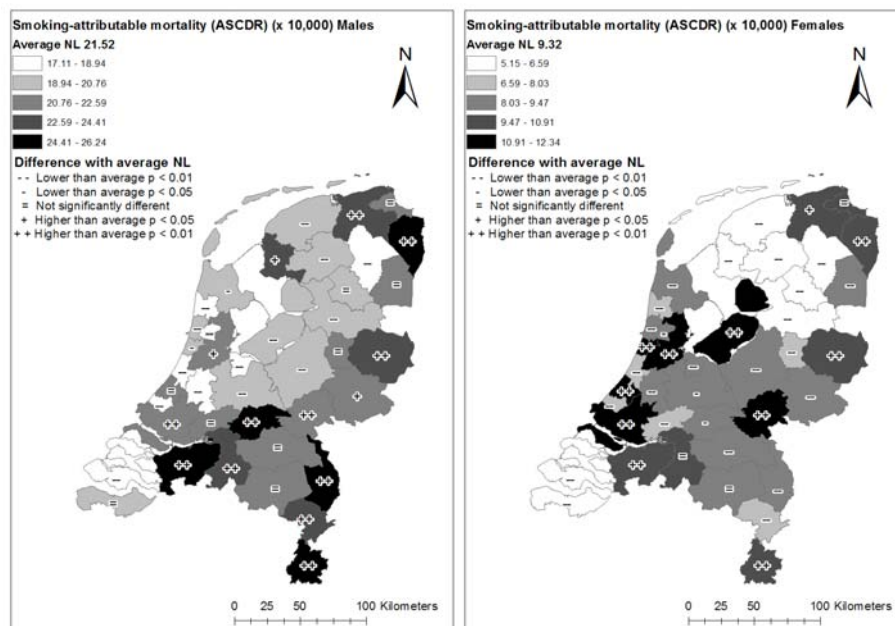 Smoking-attributable mortality (ASCDR) (x 10,000) Males
Average NL 21.52
17.11 - 18.94
18.94 - 20.76
20.76 - 22.59
22.59 - 24.41
24.41 - 26.24
Difference with average NL
- - Lower than average p < 0.01
- Lower than average p < 0.05
= Not significantly different
+ Higher than average p < 0.05
++ Higher than average p < 0.01
N
0 25 50 100 Kilometers
Smoking-attributable mortality (ASCDR) (x 10,000) Females
Average NL 9.32
5.15 - 6.59
6.59 - 8.03
8.03 - 9.47
9.47 - 10.91
10.91 - 12.34
Difference with average NL
- - Lower than average p < 0.01
- Lower than average p < 0.05
= Not significantly different
+ Higher than average p < 0.05
++ Higher than average p < 0.01
N
0 25 50 100 Kilometers